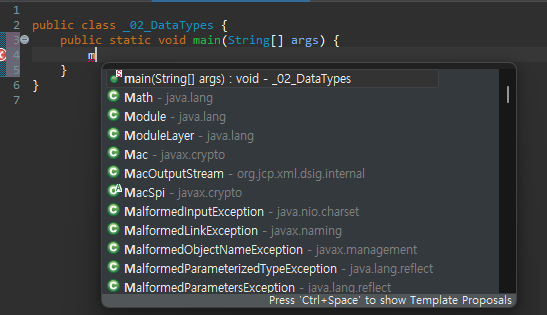 1
2 public class _02_DataTypes {
3 public static void main(String[] args) {
4 m
5 }
6 }
7
main(String[] args) : void - _02_DataTypes
Math - java.lang
Module - java.lang
ModuleLayer - java.lang
Mac - javax.crypto
MacOutputStream - org.jcp.xml.dsig.internal
MacSpi - javax.crypto
MalformedInputException - java.nio.charset
MalformedLinkException - javax.naming
MalformedObjectNameException - javax.management
MalformedParameterizedTypeException - java.lang.reflect
MalformedParametersException - java.lang.reflect
Press 'Ctrl+Space' to show Template Proposals